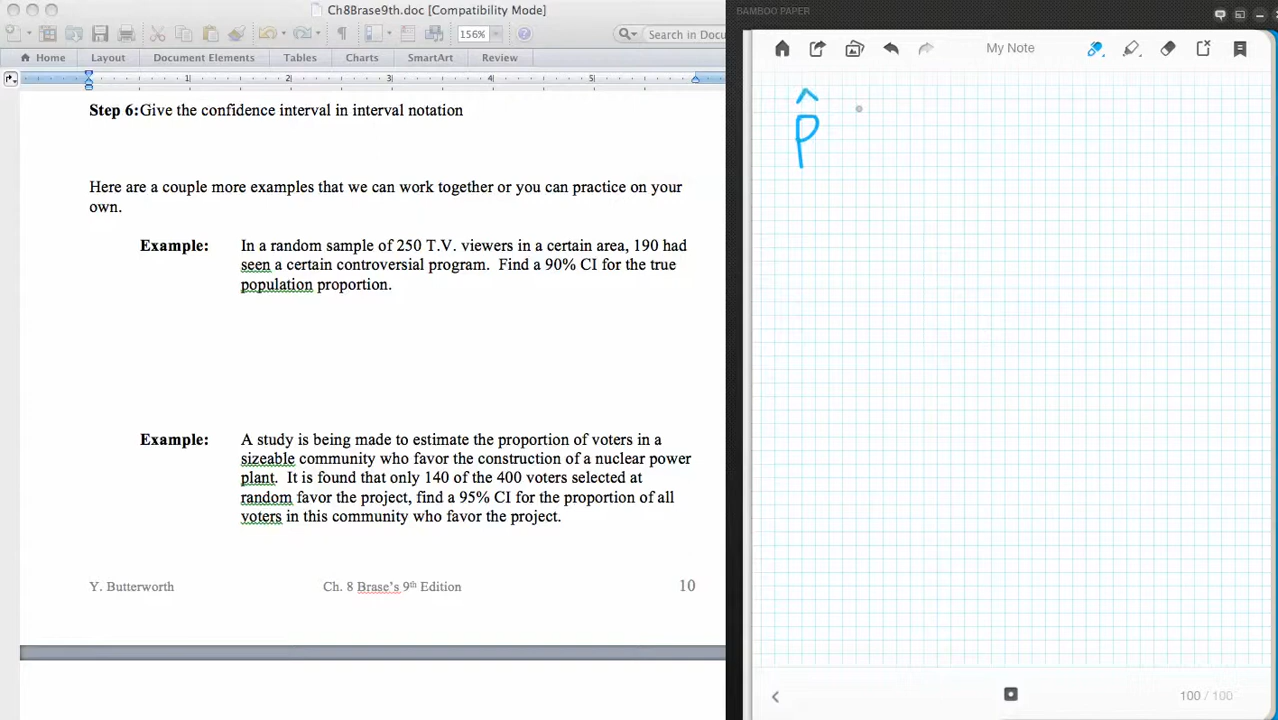 Ch8Brase9th.doc [Compatibility Mode]
156%
Search in Docu
Home Layout Document Elements Tables Charts SmartArt Review
1 2 3 4 5
Step 6:Give the confidence interval in interval notation
Here are a couple more examples that we can work together or you can practice on your
own.
Example: In a random sample of 250 T.V. viewers in a certain area, 190 had
seen a certain controversial program. Find a 90% CI for the true
population proportion.
Example: A study is being made to estimate the proportion of voters in a
sizeable community who favor the construction of a nuclear power
plant. It is found that only 140 of the 400 voters selected at
random favor the project, find a 95% CI for the proportion of all
voters in this community who favor the project.
Y. Butterworth Ch. 8 Brase's 9th Edition 10
BAMBOO PAPER
My Note
p̂
100 / 100